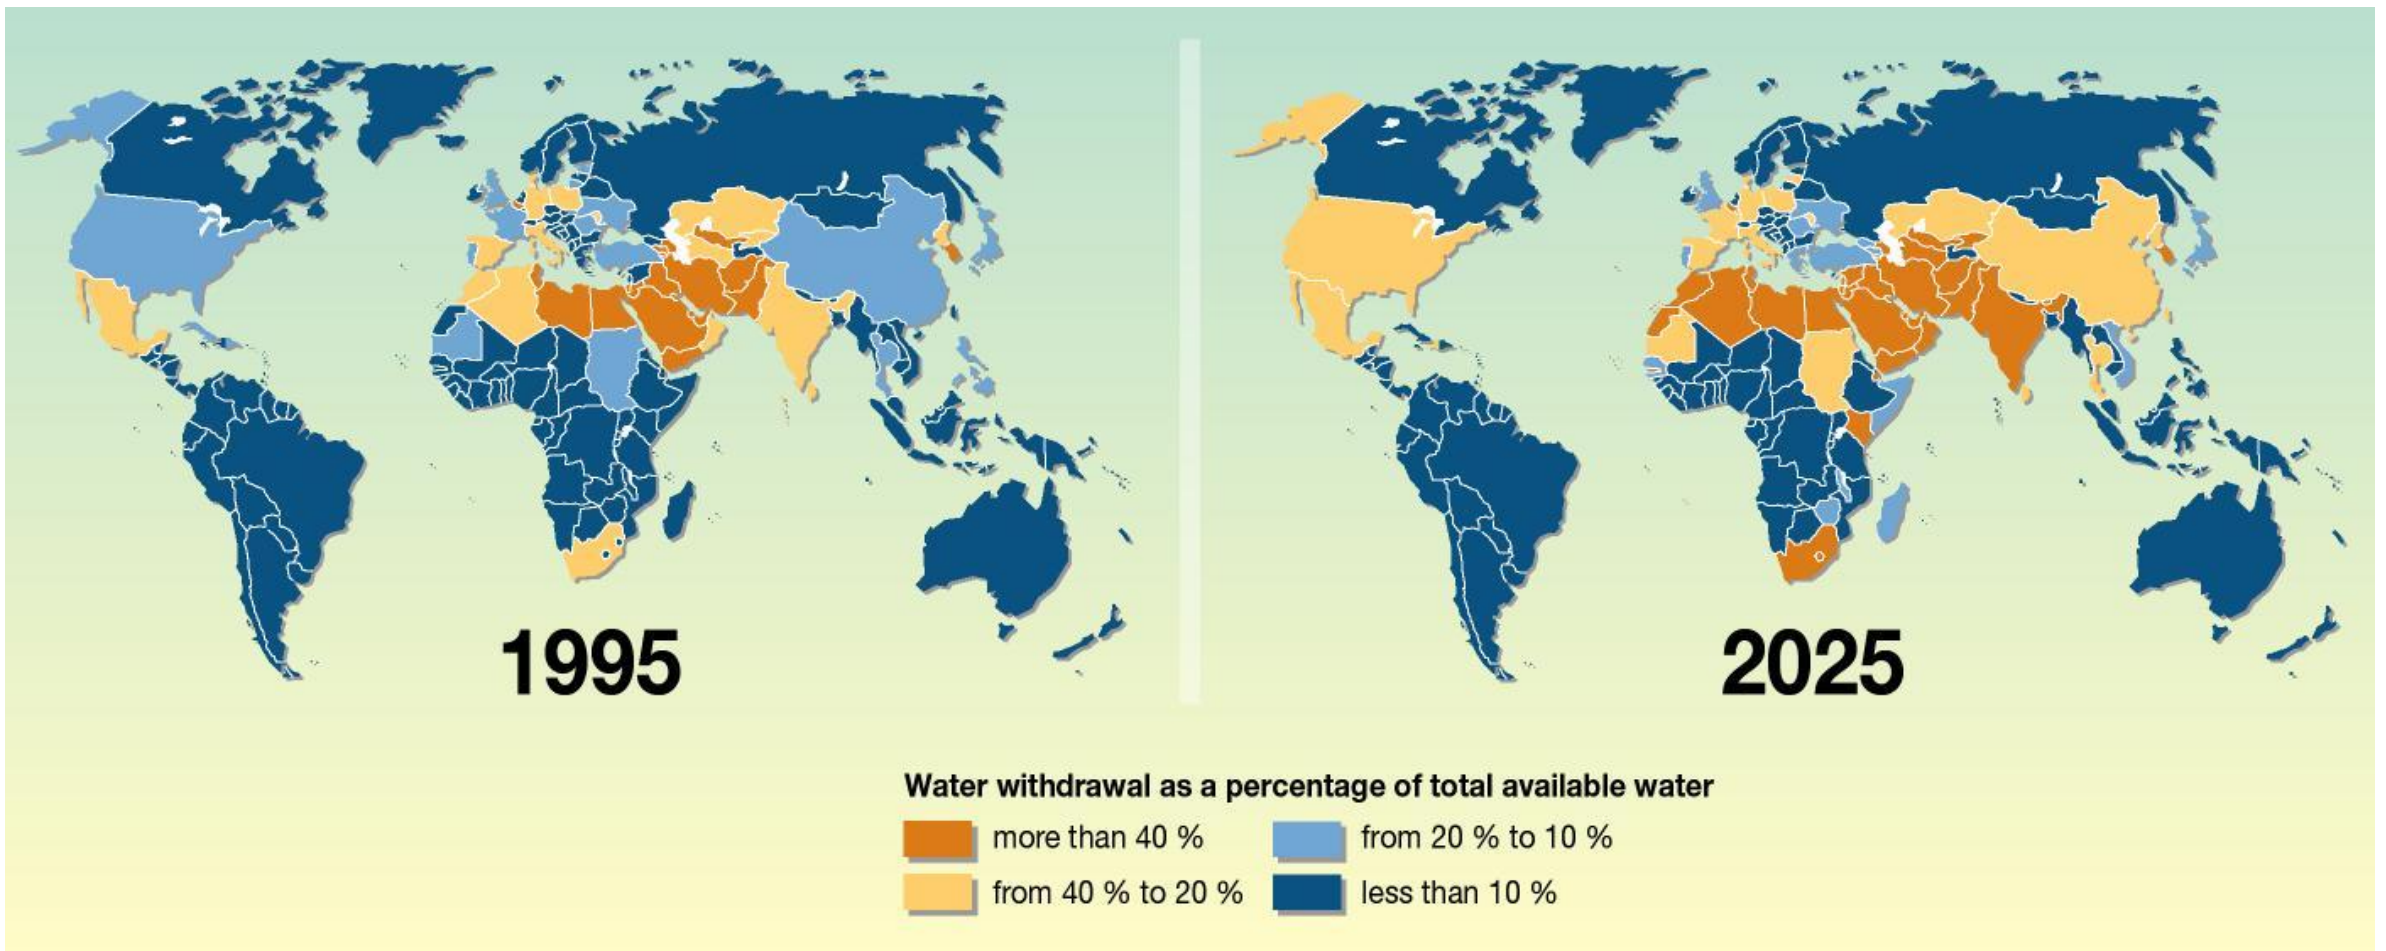 1995
2025
Water withdrawal as a percentage of total available water
more than 40 %
from 20 % to 10 %
from 40 % to 20 %
less than 10 %